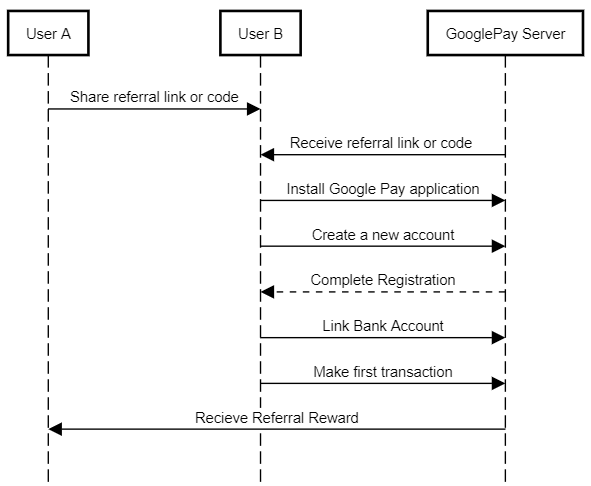 User A
User B
GooglePay Server
Share referral link or code
Receive referral link or code
Install Google Pay application
Create a new account
Complete Registration
Link Bank Account
Make first transaction
Recieve Referral Reward